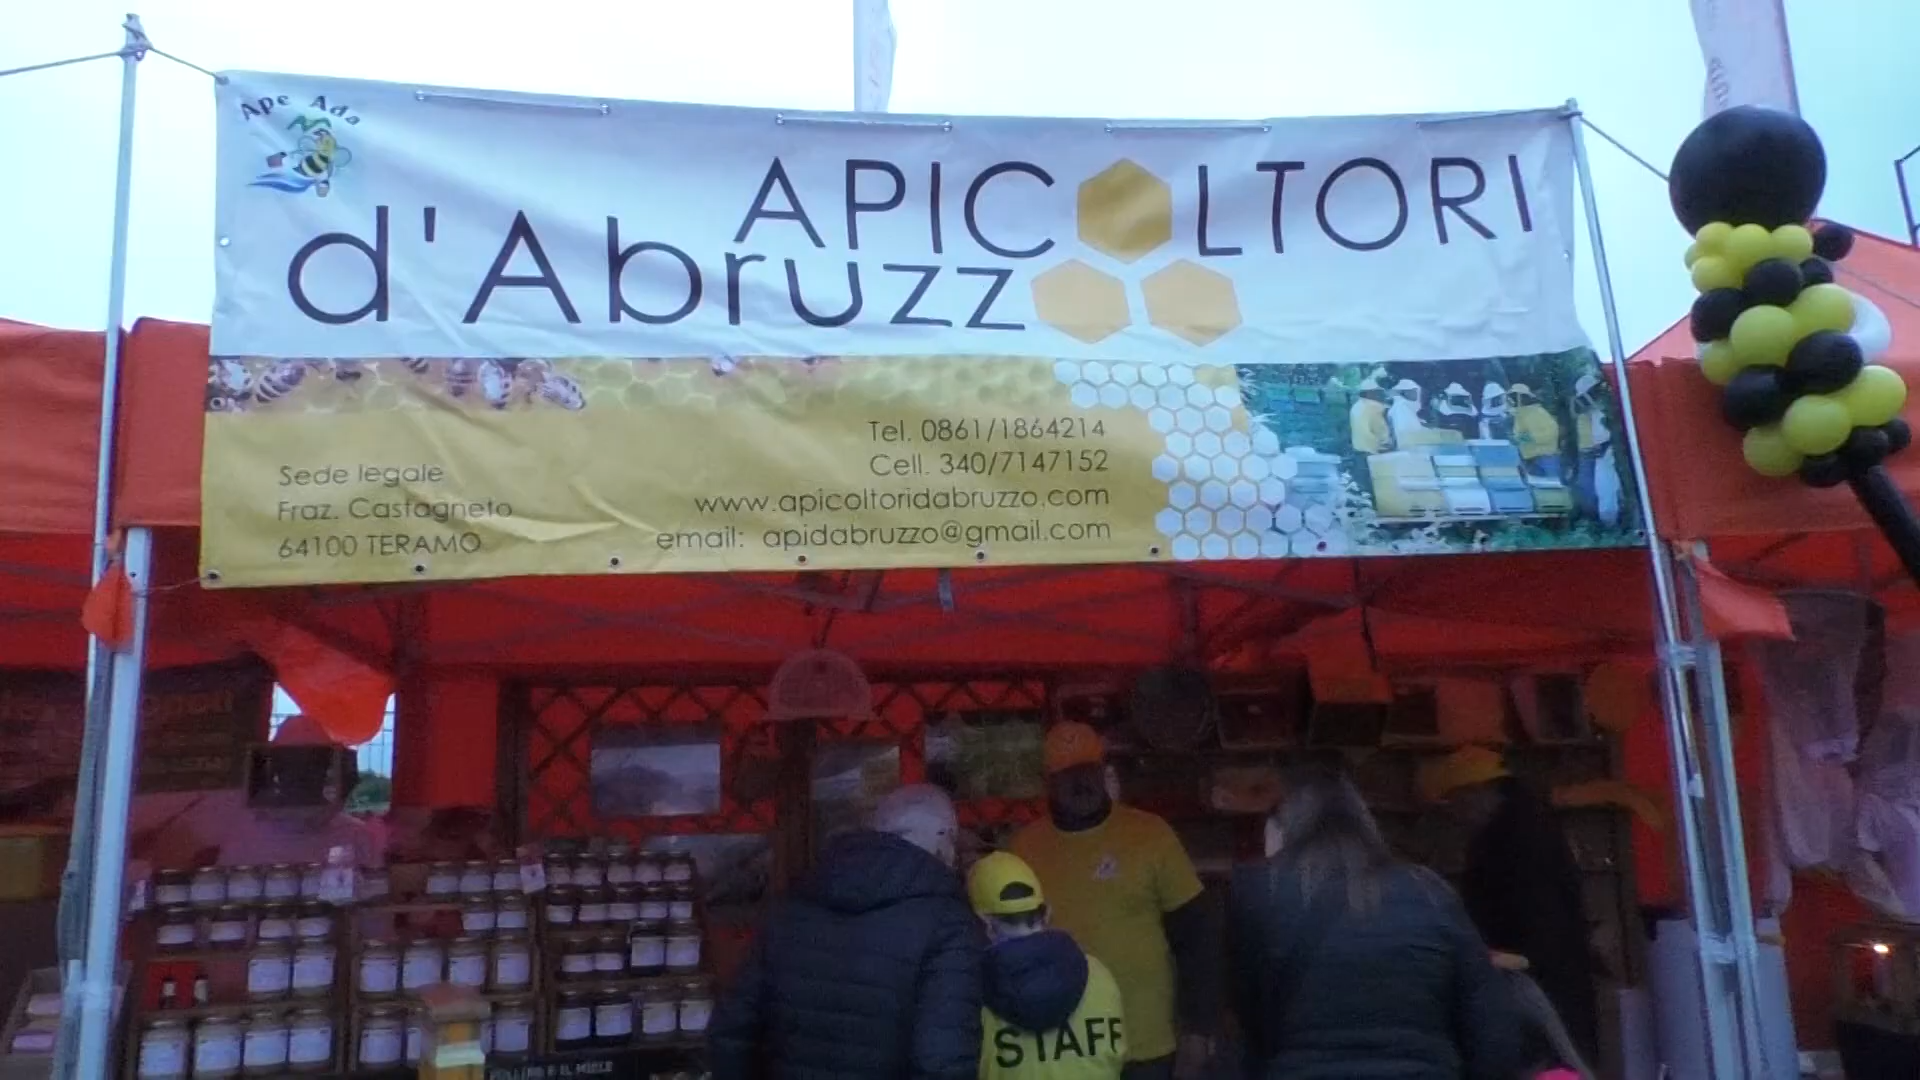 Ape Ada
APICOLTORI
d'Abruzzo
Tel. 0861/1864214
Cell. 340/7147152
www.apicoltoridabruzzo.com
email: apidabruzzo@gmail.com
Sede legale
Fraz. Castagneto
64100 TERAMO
STAFF